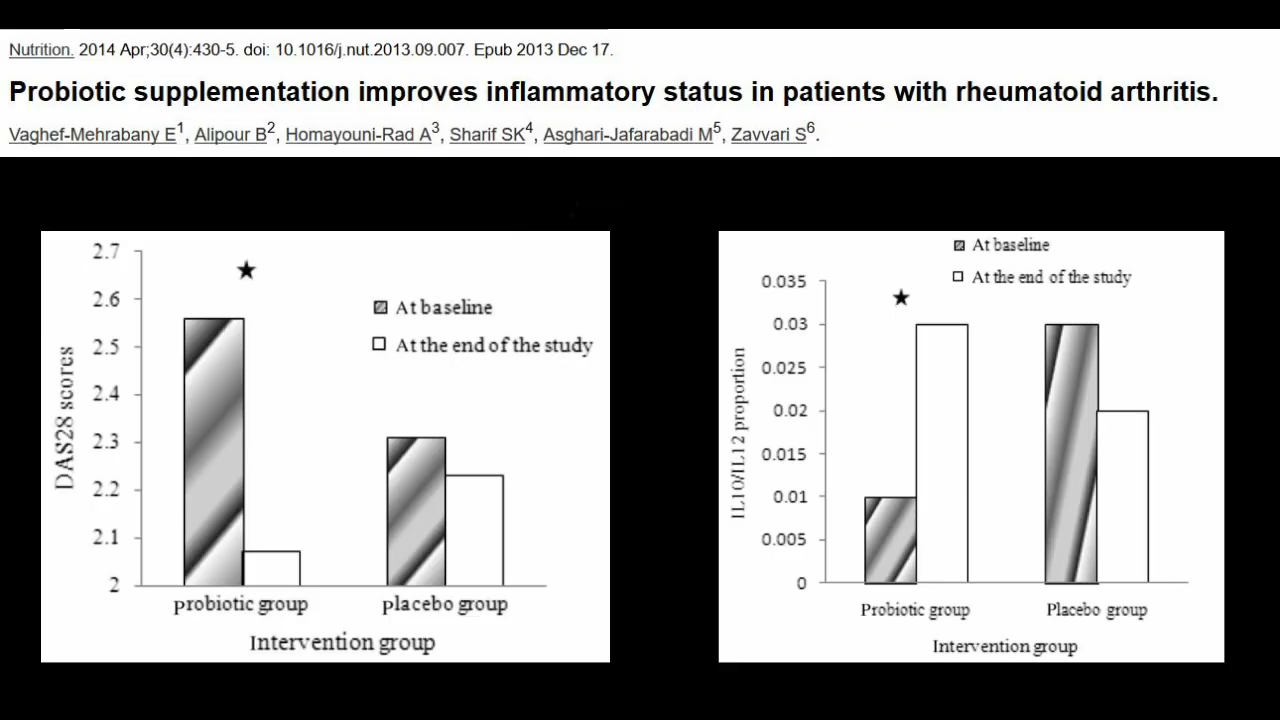 Nutrition. 2014 Apr;30(4):430-5. doi: 10.1016/j.nut.2013.09.007. Epub 2013 Dec 17.
Probiotic supplementation improves inflammatory status in patients with rheumatoid arthritis.
Vaghef-Mehrabany E1, Alipour B2, Homayouni-Rad A3, Sharif SK4, Asghari-Jafarabadi M5, Zavvari S6.
DAS28 scores
2.7
2.6
2.5
2.4
2.3
2.2
2.1
2
★
At baseline
At the end of the study
Probiotic group
Placebo group
Intervention group
At baseline
At the end of the study
IL10/IL12 proportion
0.035
0.03
0.025
0.02
0.015
0.01
0.005
0
★
Probiotic group
Placebo group
Intervention group